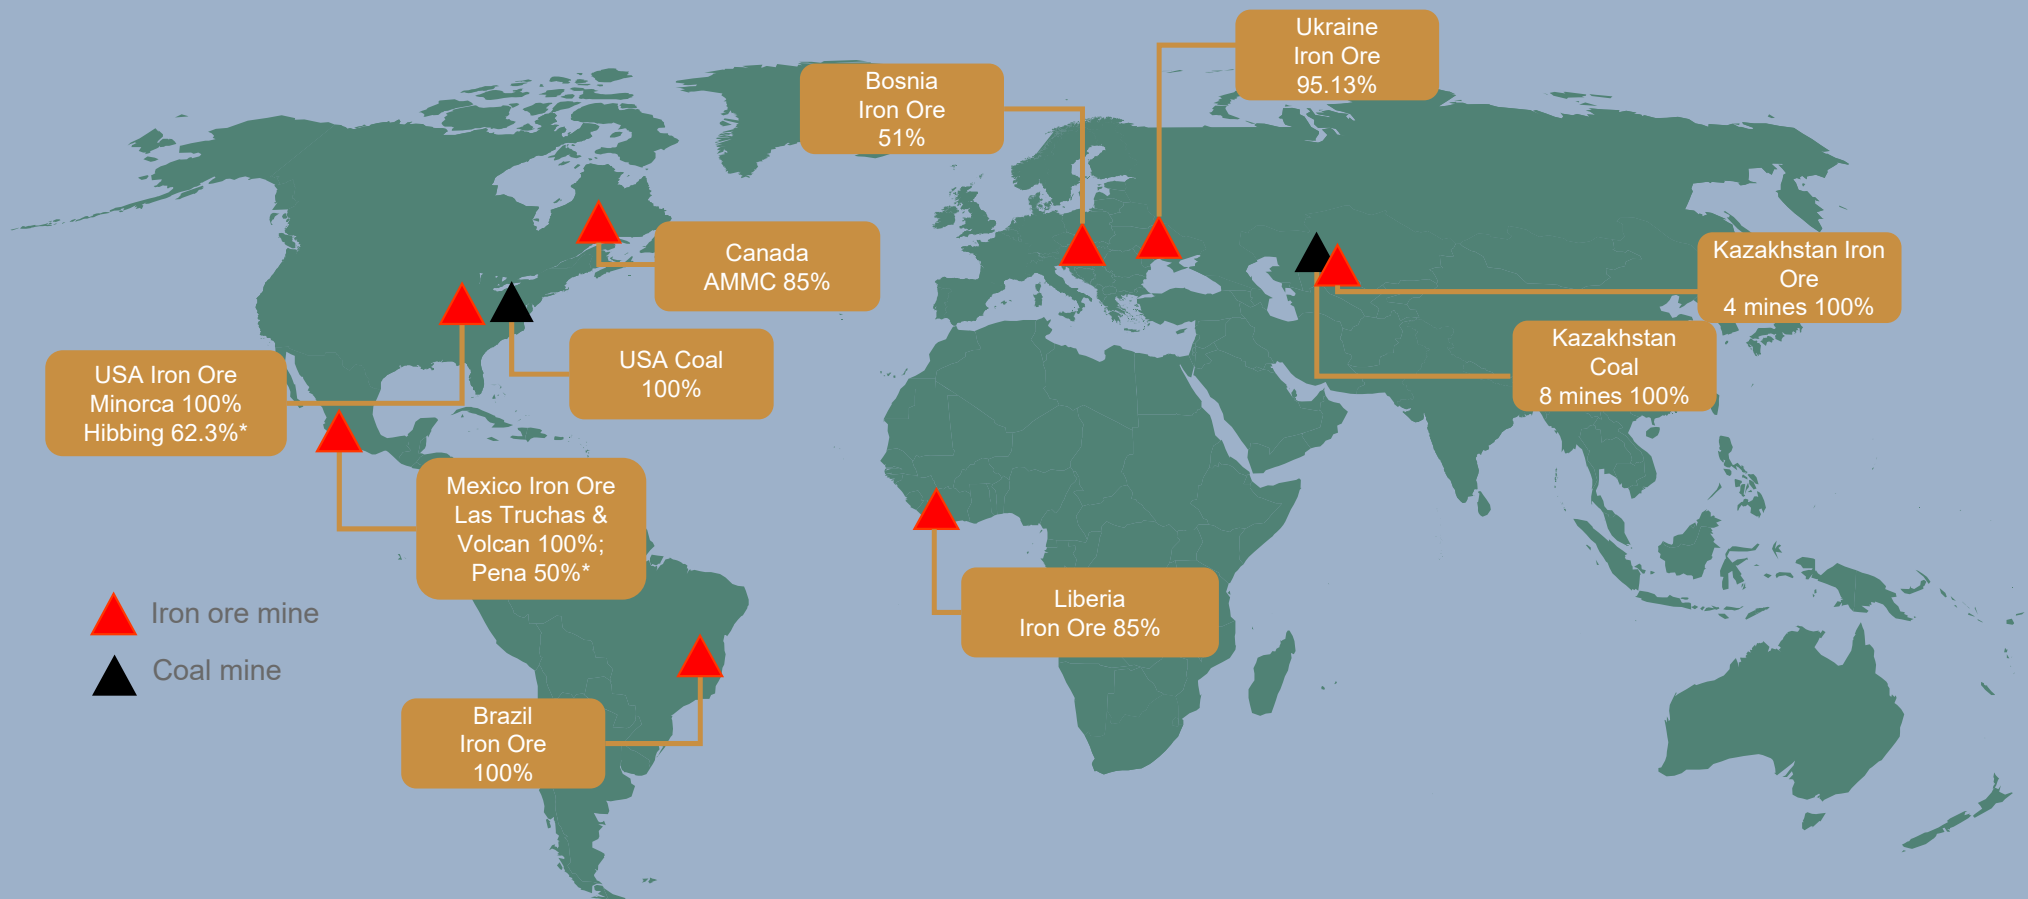 Ukraine
Iron Ore
95.13%
Bosnia
Iron Ore
51%
Canada
AMMC 85%
Kazakhstan Iron
Ore
4 mines 100%
Kazakhstan
Coal
8 mines 100%
USA Coal
100%
USA Iron Ore
Minorca 100%
Hibbing 62.3%*
Mexico Iron Ore
Las Truchas &
Volcan 100%;
Pena 50%*
Liberia
Iron Ore 85%
Iron ore mine
Coal mine
Brazil
Iron Ore
100%